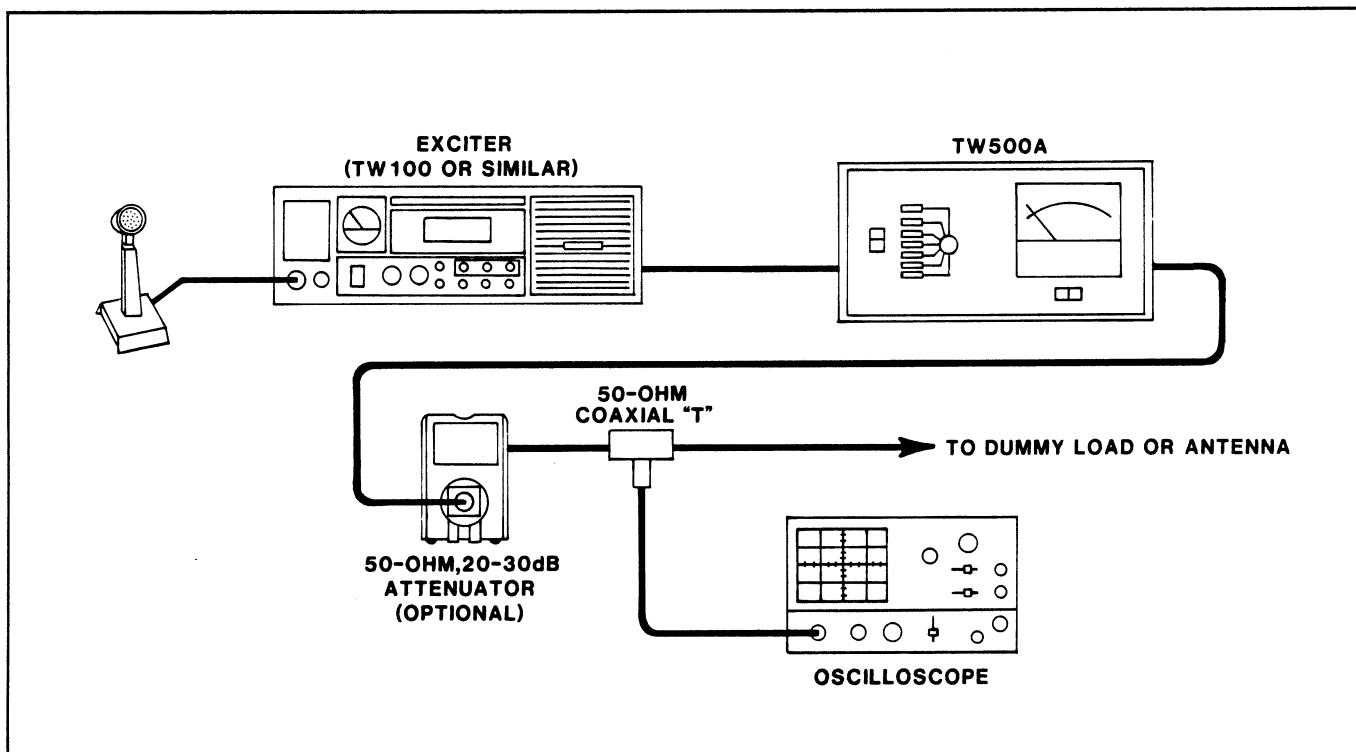 EXCITER
(TW100 OR SIMILAR)
TW500A
50-OHM
COAXIAL "T"
TO DUMMY LOAD OR ANTENNA
50-OHM,20-30dB
ATTENUATOR
(OPTIONAL)
OSCILLOSCOPE